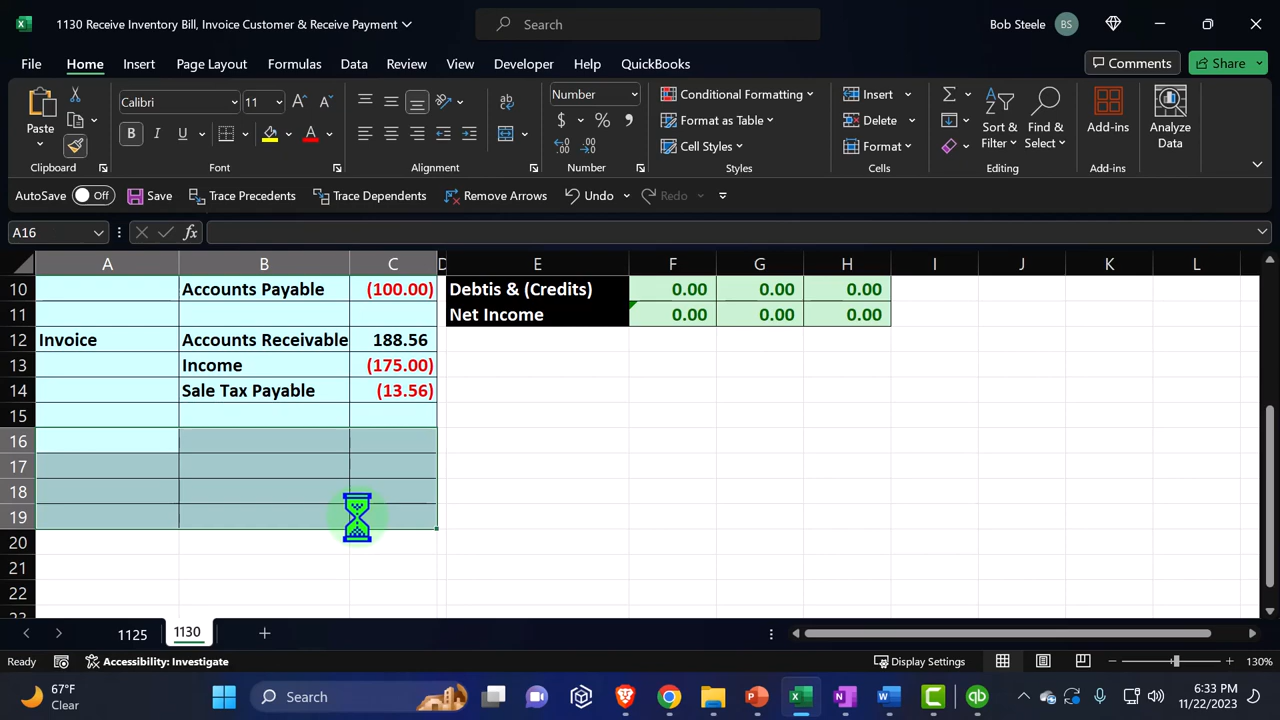 1130 Receive Inventory Bill, Invoice Customer & Receive Payment
Search
Bob Steele
BS
File Home Insert Page Layout Formulas Data Review View Developer Help QuickBooks
Comments
Share
Paste
Clipboard
Calibri 11
B I U A
Font
ab
Alignment
Number
$ % ,
Number
Conditional Formatting
Format as Table
Cell Styles
Styles
Insert
Delete
Format
Cells
Sort & Filter
Find & Select
Editing
Add-ins
Add-ins
Analyze Data
AutoSave Off Save Trace Precedents Trace Dependents Remove Arrows Undo Redo
A16 fx
A B C D E F G H I J K L
10 Accounts Payable (100.00) Debtis & (Credits) 0.00 0.00 0.00
11 Net Income 0.00 0.00 0.00
12 Invoice Accounts Receivable 188.56
13 Income (175.00)
14 Sale Tax Payable (13.56)
15
16
17
18
19
20
21
22
23
1125 1130
Ready Accessibility: Investigate Display Settings 130%
67°F
Clear
Search
6:33 PM
11/22/2023